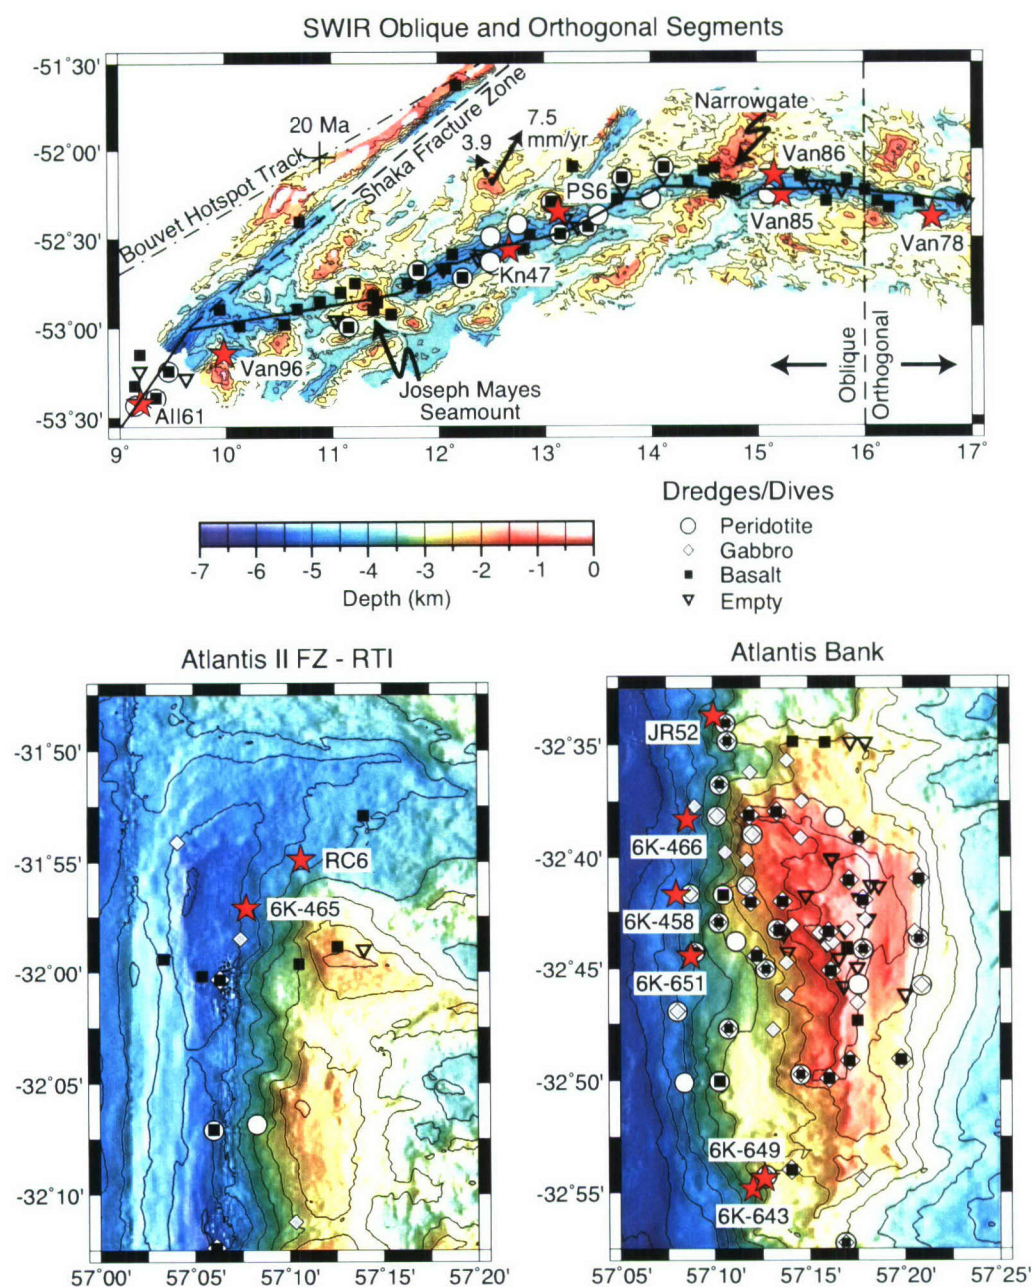 SWIR Oblique and Orthogonal Segments
-51°30'
-52°00'
-52°30'
-53°00'
-53°30'
20 Ma
Bouvet Hotspot Track
Shaka Fracture Zone
3.9
7.5
mm/yr
Narrowgate
Van86
PS6
Van85
Van78
Kn47
Van96
AII61
Joseph Mayes
Seamount
Oblique
Orthogonal
9°
10°
11°
12°
13°
14°
15°
16°
17°
-7
-6
-5
-4
-3
-2
-1
0
Depth (km)
Dredges/Dives
Peridotite
Gabbro
Basalt
Empty
Atlantis II FZ - RTI
-31°50'
-31°55'
-32°00'
-32°05'
-32°10'
RC6
6K-465
57°00'
57°05'
57°10'
57°20'
Atlantis Bank
-32°35'
-32°40'
-32°45'
-32°50'
-32°55'
JR52
6K-466
6K-458
6K-651
6K-649
6K-643
57°05'
57°10'
57°15'
57°20'
57°25'